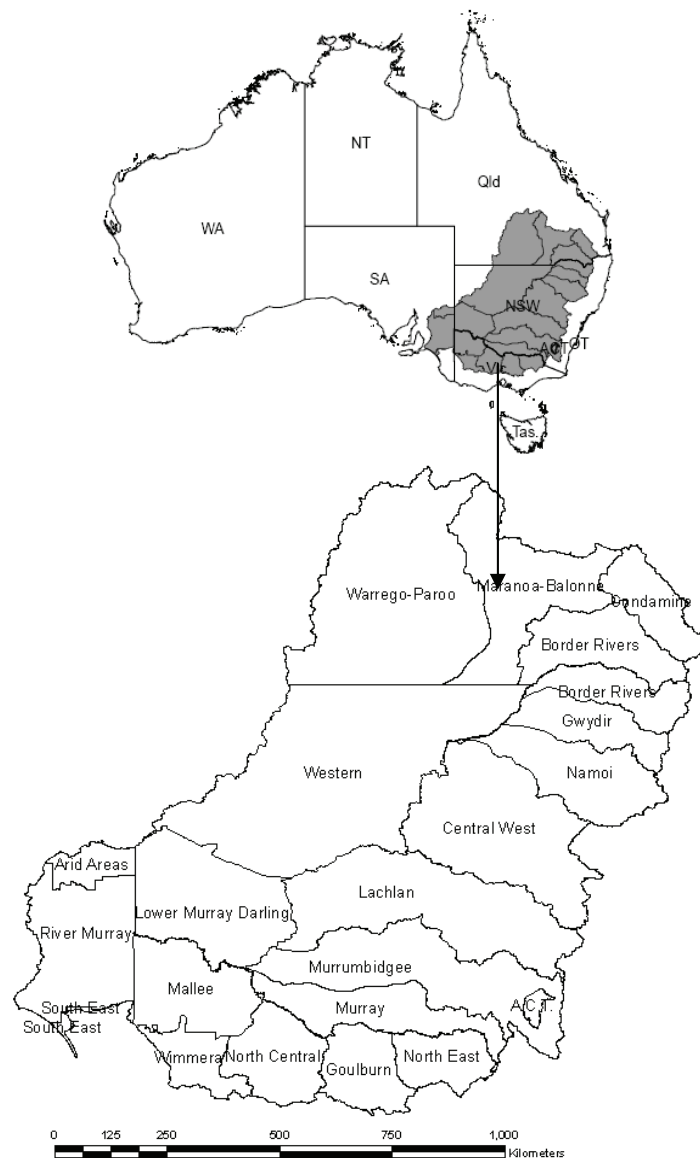 NT
Qld
WA
SA
NSW
ACT OT
Vic
Tas.
Warrego-Paroo
Maranoa-Balonne
Condamine
Border Rivers
Border Rivers
Gwydir
Western
Namoi
Central West
Arid Areas
Lachlan
Lower Murray Darling
River Murray
Murrumbidgee
Mallee
South East
Murray
A.C.T.
South East
Wimmera
North Central
North East
Goulburn
0 125 250 500 750 1,000
Kilometers